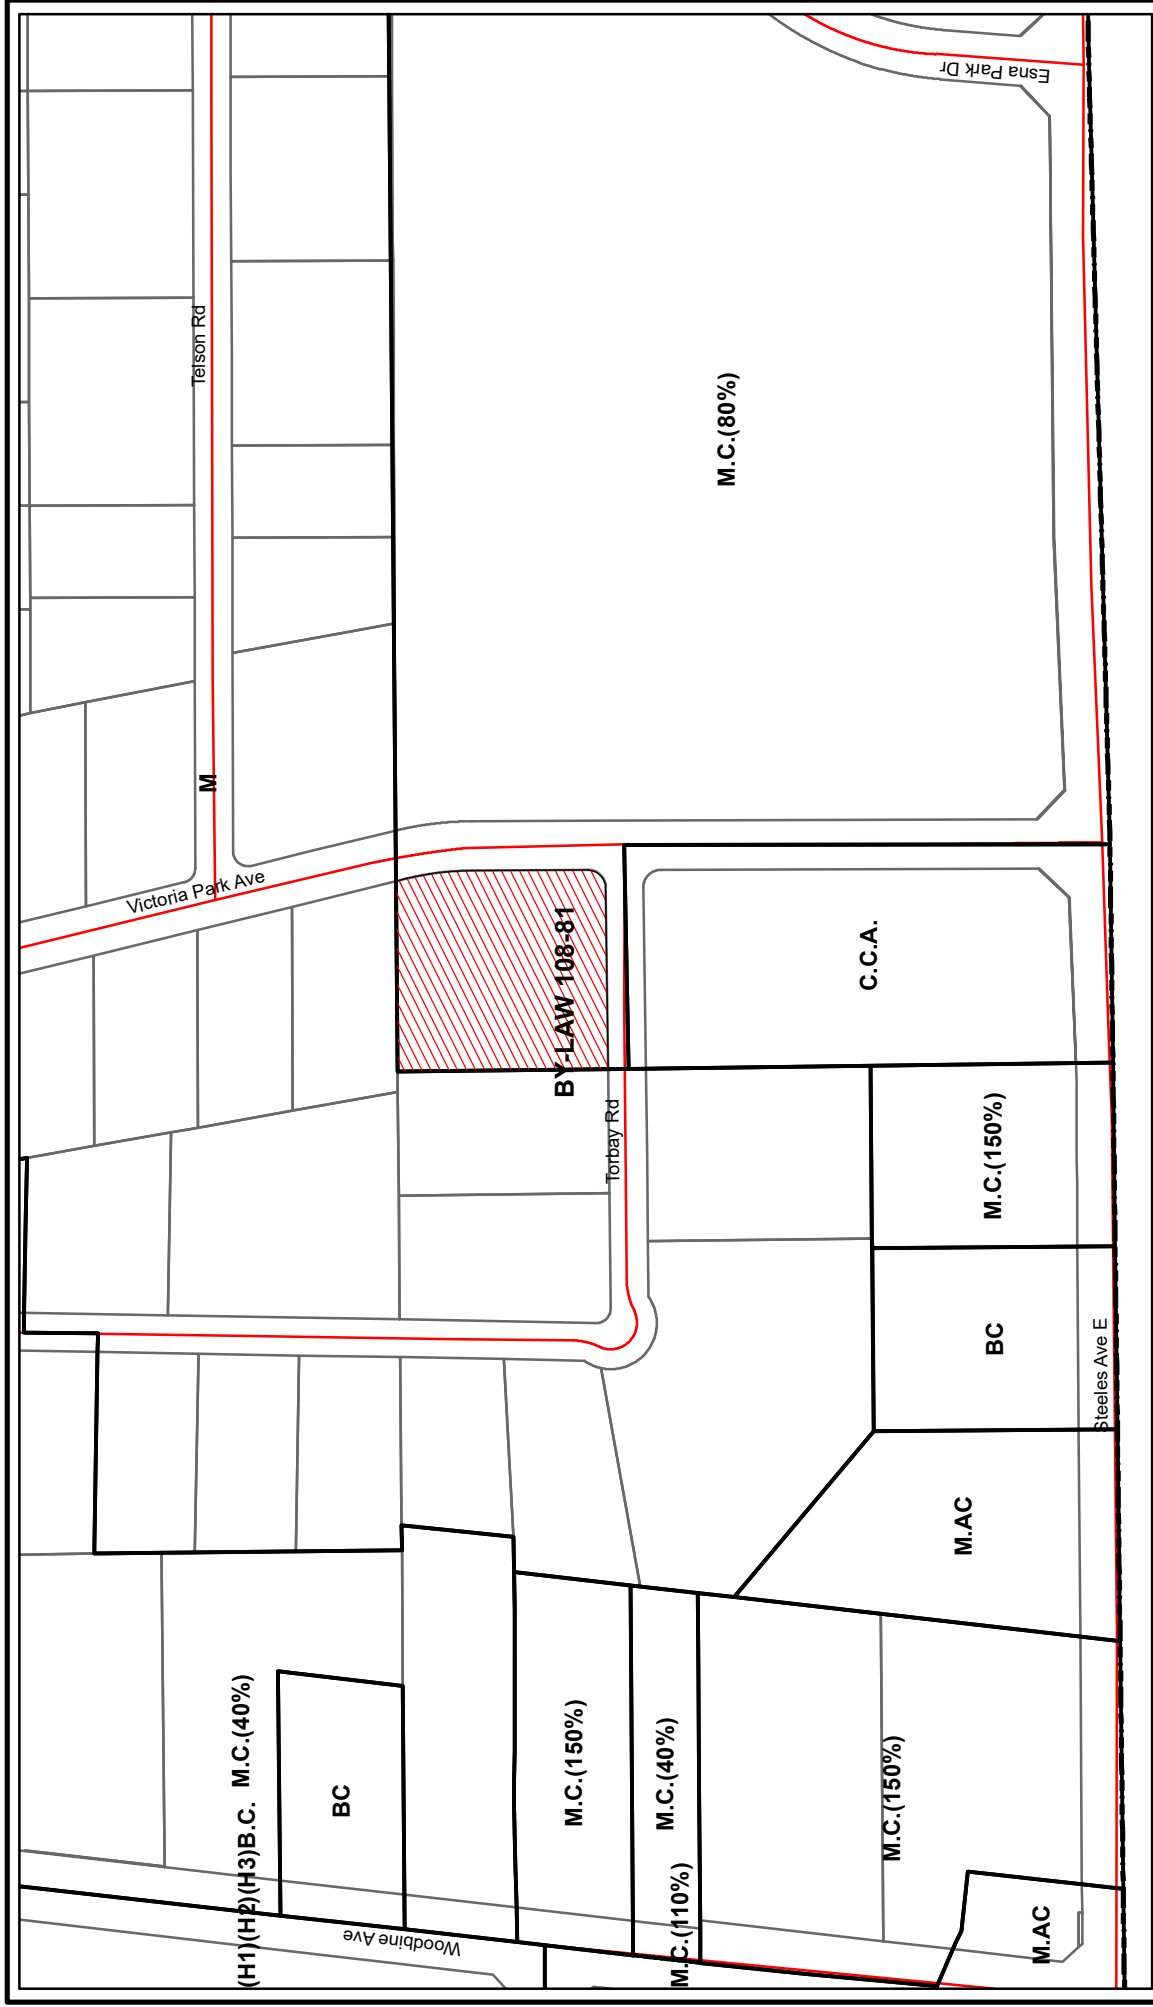 Esna Park Dr
Telson Rd
M.C.(80%)
M
Victoria Park Ave
BY-LAW 108-81
C.C.A.
Torbay Rd
M.C.(150%)
BC
Steeles Ave E
M.AC
M.C.(40%)
(H1)(H2)(H3)B.C.
BC
M.C.(150%)
M.C.(40%)
M.C.(150%)
M.C.(110%)
Woodbine Ave
M.AC